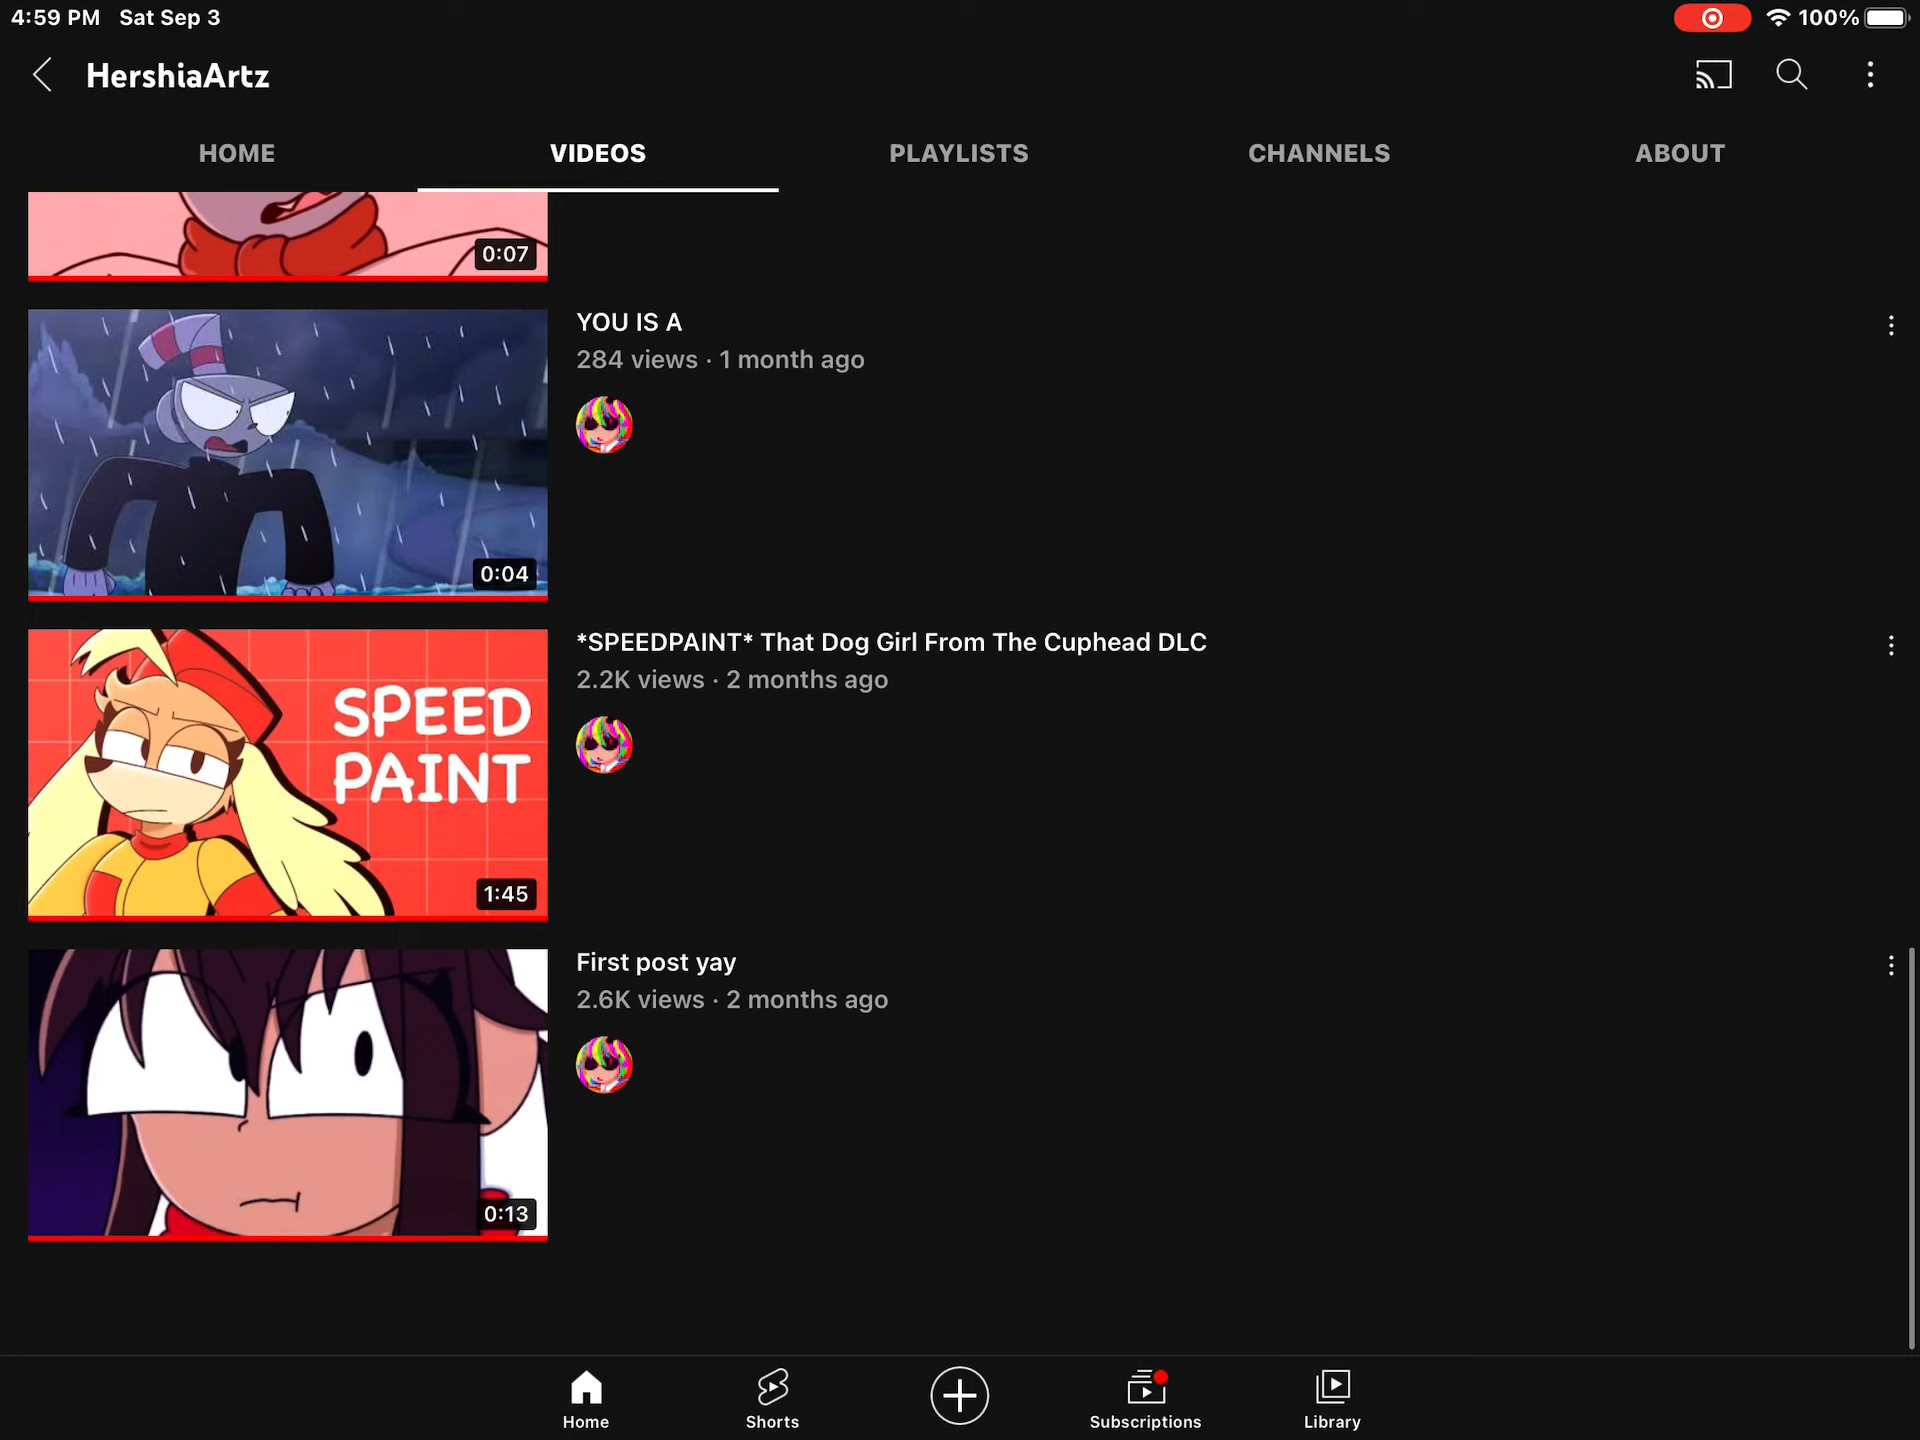 4:59 PM Sat Sep 3
100%
HershiaArtz
HOME
VIDEOS
PLAYLISTS
CHANNELS
ABOUT
0:07
YOU IS A
284 views · 1 month ago
0:04
*SPEEDPAINT* That Dog Girl From The Cuphead DLC
2.2K views · 2 months ago
SPEED
PAINT
1:45
First post yay
2.6K views · 2 months ago
0:13
Home
Shorts
Subscriptions
Library